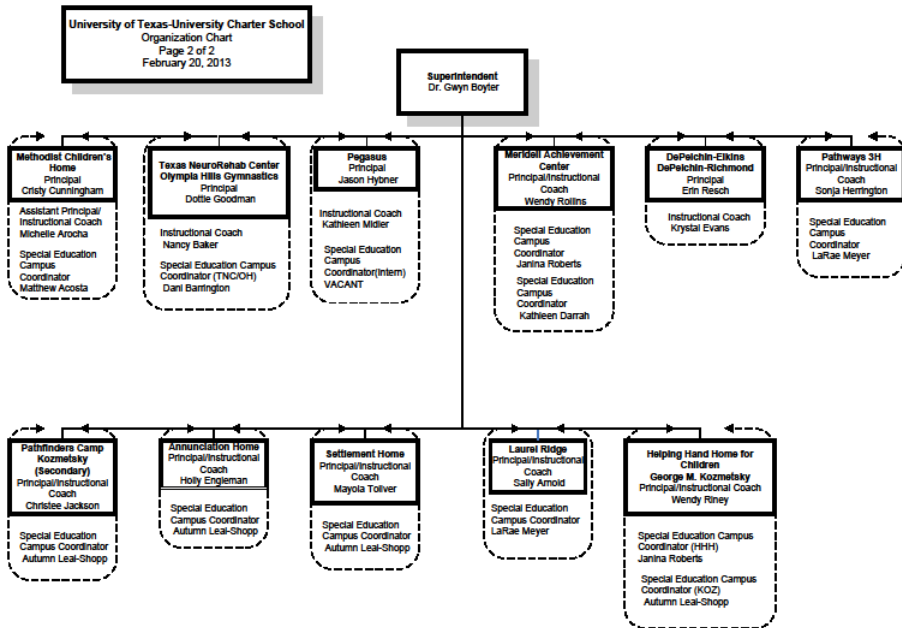 University of Texas-University Charter School
Organization Chart
Page 2 of 2
February 20, 2013
Superintendent
Dr. Gwyn Boyter
Methodist Children's
Home
Principal
Cristy Cunningham
Assistant Principal/
Instructional Coach
Michelle Arocha
Special Education
Campus
Coordinator
Matthew Acosta
Texas NeuroRehab Center
Olympia Hills Gymnastics
Principal
Dottie Goodman
Instructional Coach
Nancy Baker
Special Education Campus
Coordinator (TNC/OH)
Dani Barrington
Pegasus
Principal
Jason Hybner
Instructional Coach
Kathleen Midler
Special Education
Campus
Coordinator(Intern)
VACANT
Meridell Achievement
Center
Principal/Instructional
Coach
Wendy Rollins
Special Education
Campus
Coordinator
Janina Roberts
Special Education
Campus
Coordinator
Kathleen Darrah
DePelchin-Elkins
DePelchin-Richmond
Principal
Erin Resch
Instructional Coach
Krystal Evans
Pathways 3H
Principal/Instructional
Coach
Sonja Herrington
Special Education
Campus
Coordinator
LaRae Meyer
Pathfinders Camp
Kozmetsky
(Secondary)
Principal/Instructional
Coach
Christee Jackson
Special Education
Campus Coordinator
Autumn Leal-Shopp
Annunciation Home
Principal/Instructional
Coach
Holly Engleman
Special Education
Campus Coordinator
Autumn Leal-Shopp
Settlement Home
Principal/Instructional
Coach
Mayola Toliver
Special Education
Campus Coordinator
Autumn Leal-Shopp
Laurel Ridge
Principal/Instructional
Coach
Sally Arnold
Special Education
Campus Coordinator
LaRae Meyer
Helping Hand Home for
Children
George M. Kozmetsky
Principal/Instructional Coach
Wendy Riney
Special Education Campus
Coordinator (HHH)
Janina Roberts
Special Education Campus
Coordinator (KOZ)
Autumn Leal-Shopp